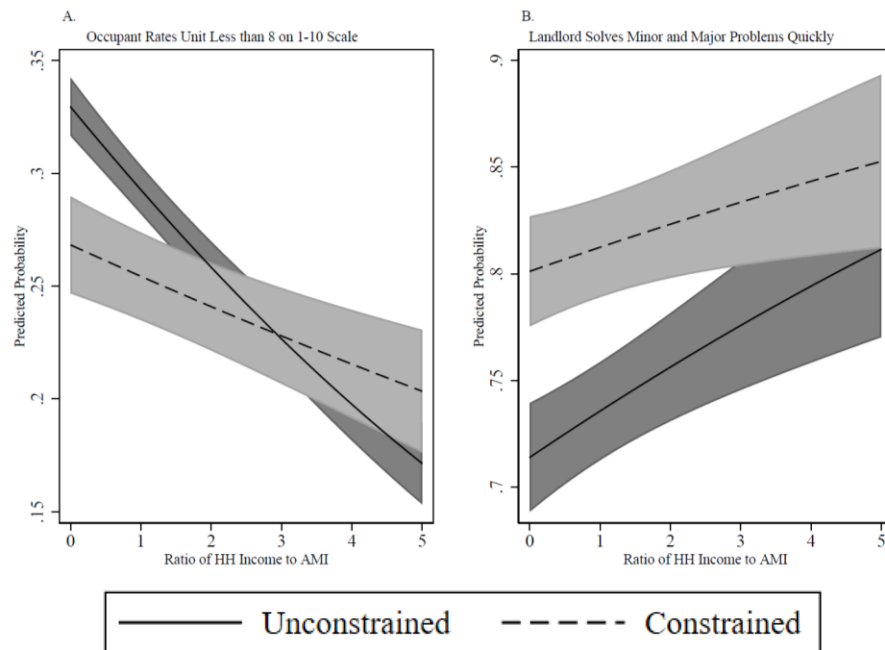 A.
Occupant Rates Unit Less than 8 on 1-10 Scale
Predicted Probability
.35
.3
.25
.2
.15
0 1 2 3 4 5
Ratio of HH Income to AMI
B.
Landlord Solves Minor and Major Problems Quickly
Predicted Probability
.9
.85
.8
.75
.7
0 1 2 3 4 5
Ratio of HH Income to AMI
Unconstrained Constrained